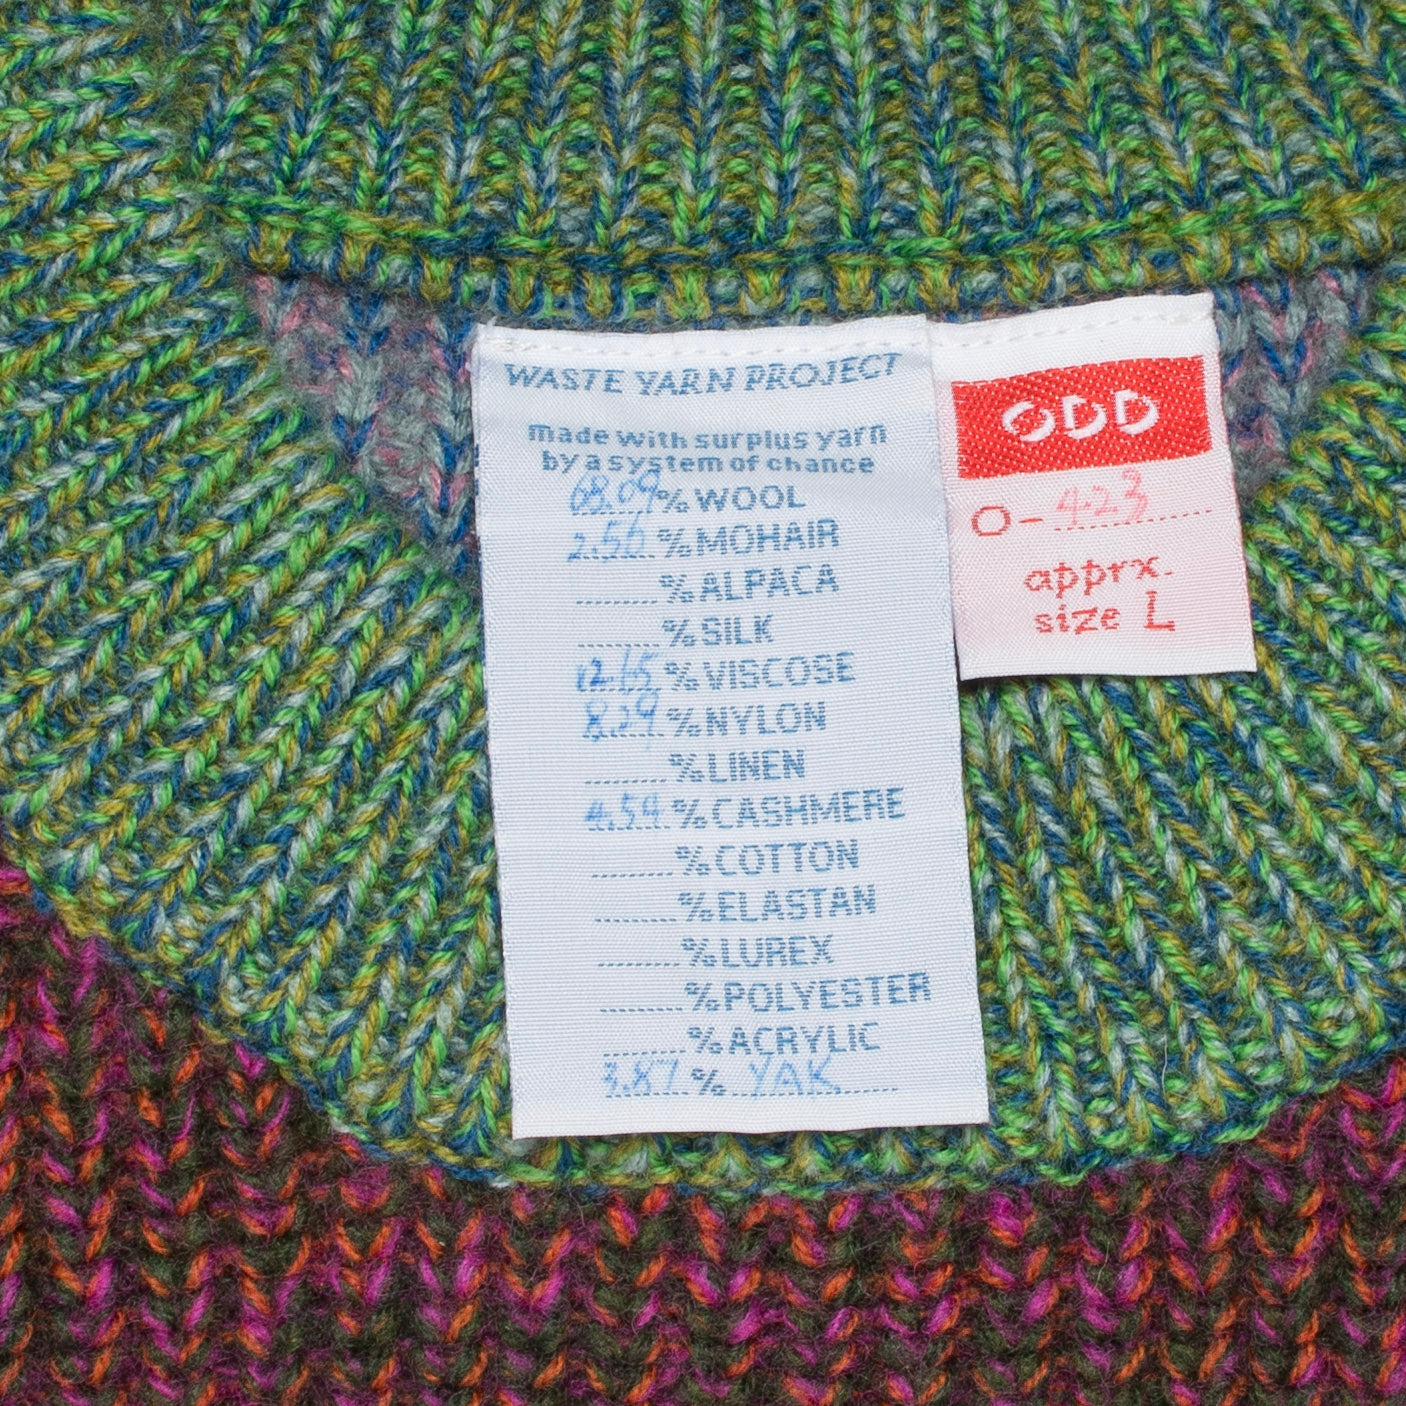 WASTE YARN PROJECT
made with surplus yarn
by a system of chance
68.09% WOOL
2.56% MOHAIR
........% ALPACA
........% SILK
12.65% VISCOSE
8.29% NYLON
........% LINEN
4.54% CASHMERE
........% COTTON
........% ELASTAN
........% LUREX
........% POLYESTER
........% ACRYLIC
3.87% YAK
ODD
O-423
apprx.
size L